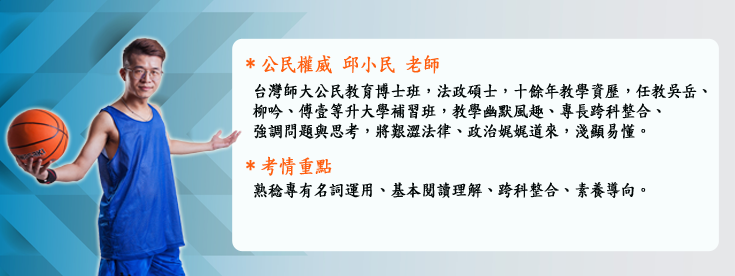 *公民權威 邱小民 老師
台灣師大公民教育博士班，法政碩士，十餘年教學資歷，任教吳岳、
柳吟、傅壹等升大學補習班，教學幽默風趣、專長跨科整合、
強調問題與思考，將艱澀法律、政治娓娓道來，淺顯易懂。
*考情重點
熟稔專有名詞運用、基本閱讀理解、跨科整合、素養導向。